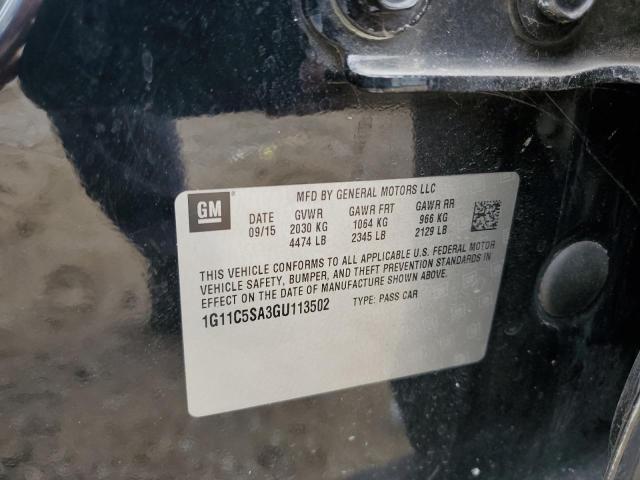 GM
MFD BY GENERAL MOTORS LLC
DATE GVWR GAWR FRT GAWR RR
09/15 2030 KG 1064 KG 966 KG
4474 LB 2345 LB 2129 LB
THIS VEHICLE CONFORMS TO ALL APPLICABLE U.S. FEDERAL MOTOR
VEHICLE SAFETY, BUMPER, AND THEFT PREVENTION STANDARDS IN
EFFECT ON THE DATE OF MANUFACTURE SHOWN ABOVE.
1G11C5SA3GU113502 TYPE: PASS CAR